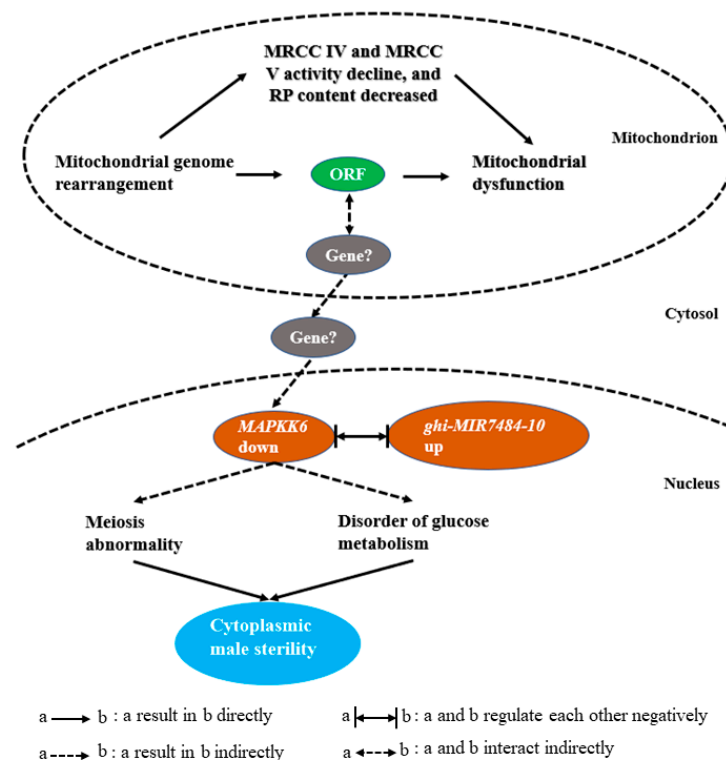 MRCC IV and MRCC
V activity decline, and
RP content decreased
Mitochondrion
Mitochondrial genome
rearrangement
ORF
Mitochondrial
dysfunction
Gene?
Cytosol
Gene?
MAPKK6
down
ghi-MIR7484-10
up
Nucleus
Meiosis
abnormality
Disorder of glucose
metabolism
Cytoplasmic
male sterility
a b : a result in b directly
a b : a and b regulate each other negatively
a b : a result in b indirectly
a b : a and b interact indirectly